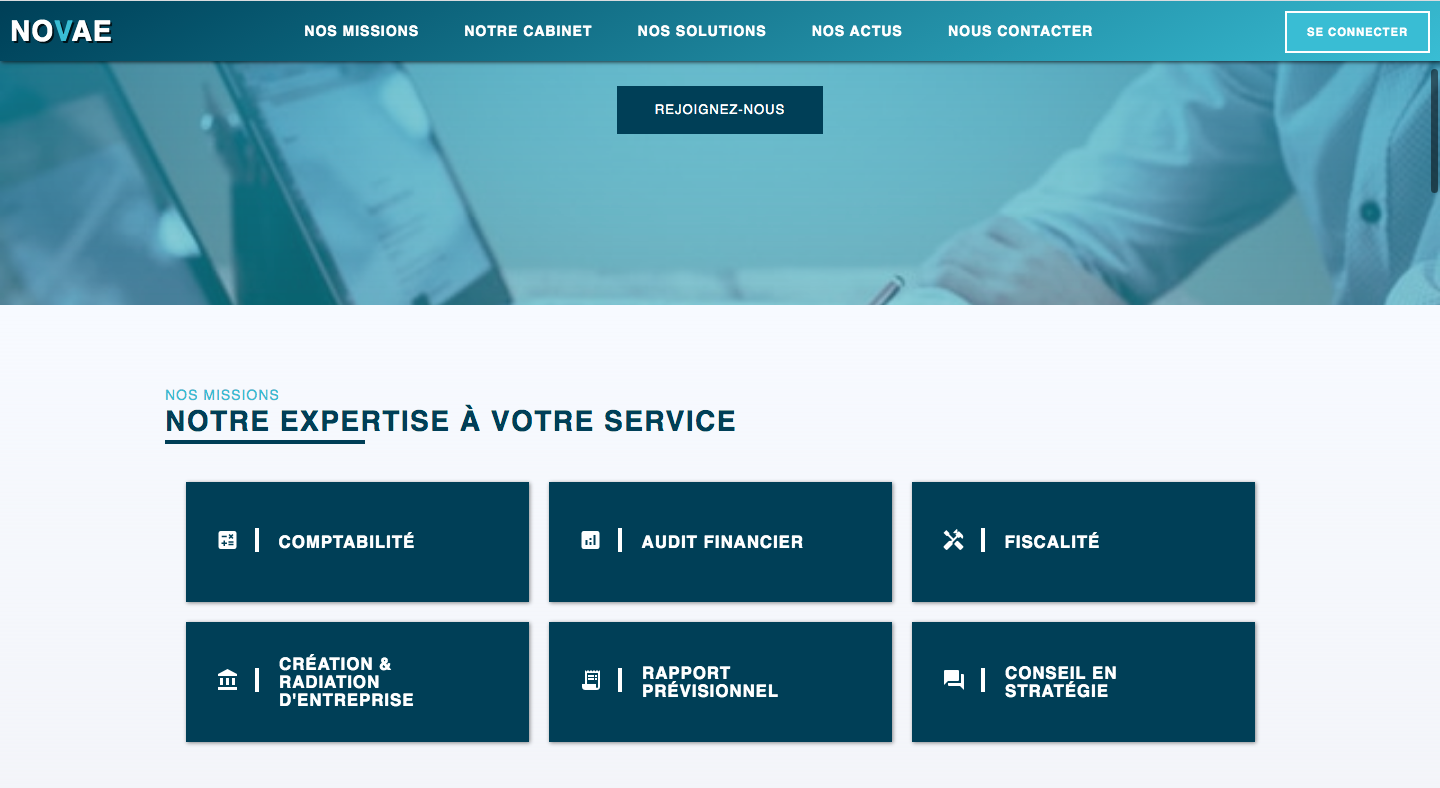 NOVAE
NOS MISSIONS
NOTRE CABINET
NOS SOLUTIONS
NOS ACTUS
NOUS CONTACTER
SE CONNECTER
REJOIGNEZ-NOUS
NOS MISSIONS
NOTRE EXPERTISE À VOTRE SERVICE
COMPTABILITÉ
AUDIT FINANCIER
FISCALITÉ
CRÉATION &
RADIATION
D'ENTREPRISE
RAPPORT
PRÉVISIONNEL
CONSEIL EN
STRATÉGIE